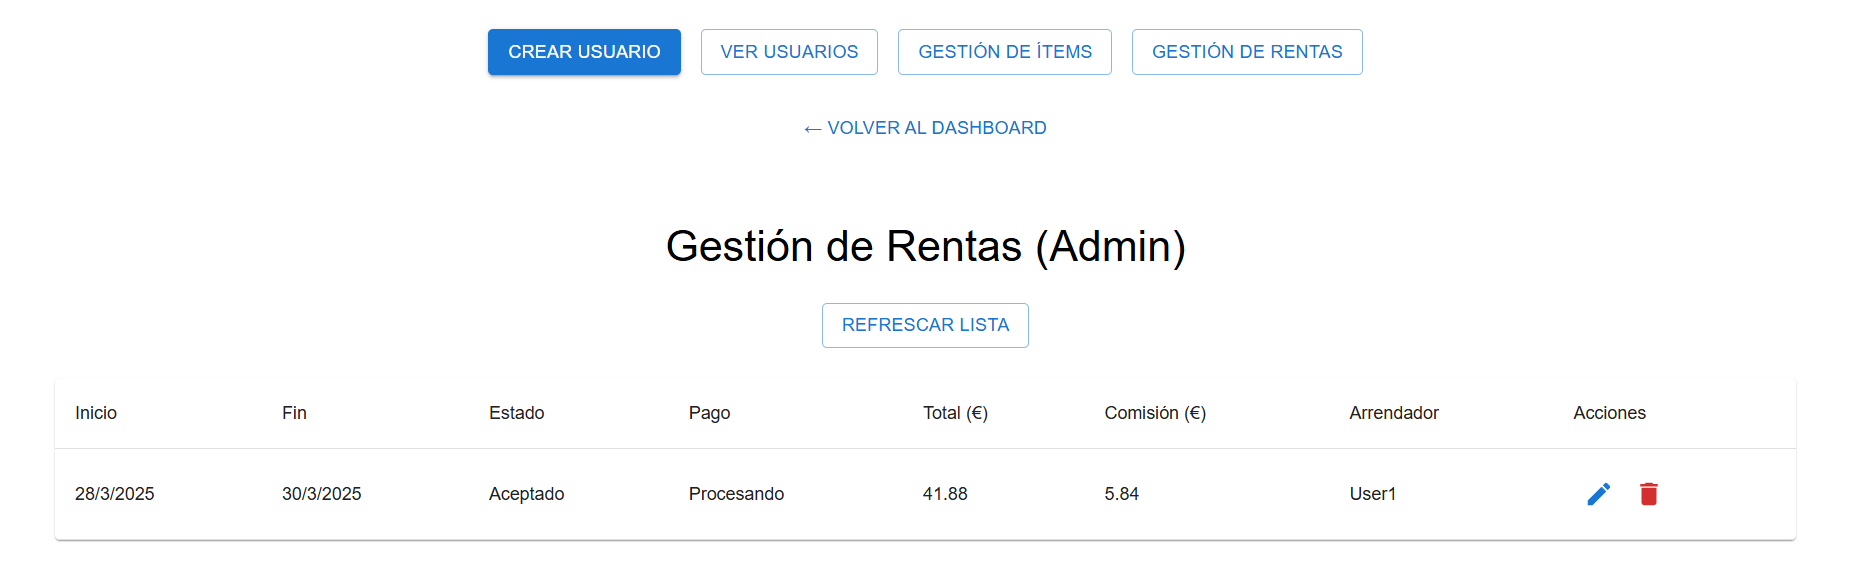 CREAR USUARIO VER USUARIOS GESTIÓN DE ÍTEMS GESTIÓN DE RENTAS
← VOLVER AL DASHBOARD
Gestión de Rentas (Admin)
REFRESCAR LISTA
Inicio Fin Estado Pago Total (€) Comisión (€) Arrendador Acciones
28/3/2025 30/3/2025 Aceptado Procesando 41.88 5.84 User1